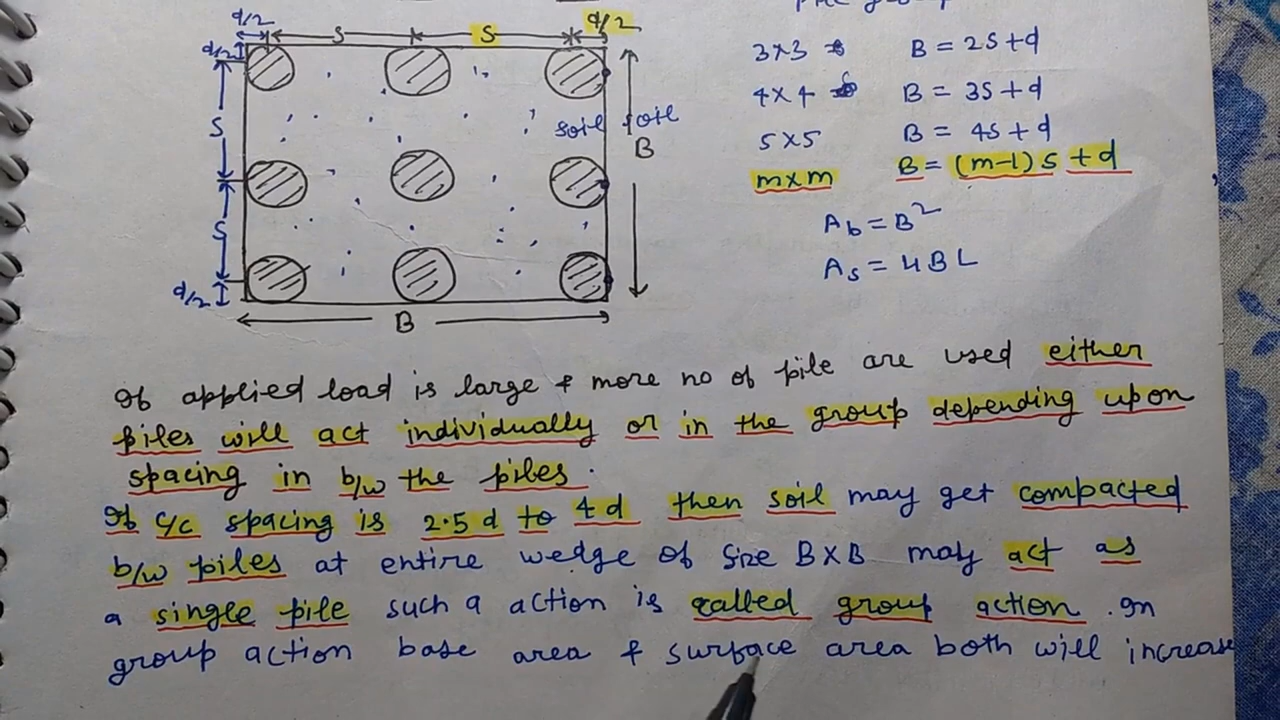 d/2 S S d/2
d/2
3×3 B = 2S+d
4×4 B = 3S+d
soil soil
S B
5×5 B = 4S+d
m×m B = (m-1) S + d
S
Ab = B²
As = 4BL
d/2
B
If applied load is large & more no of pile are used either
piles will act individually or in the group depending upon
spacing in b/w the piles.
If c/c spacing is 2.5d to 4d then soil may get compacted
b/w piles at entire wedge of size B×B may act as
a single pile such a action is called group action. In
group action base area & surface area both will increase